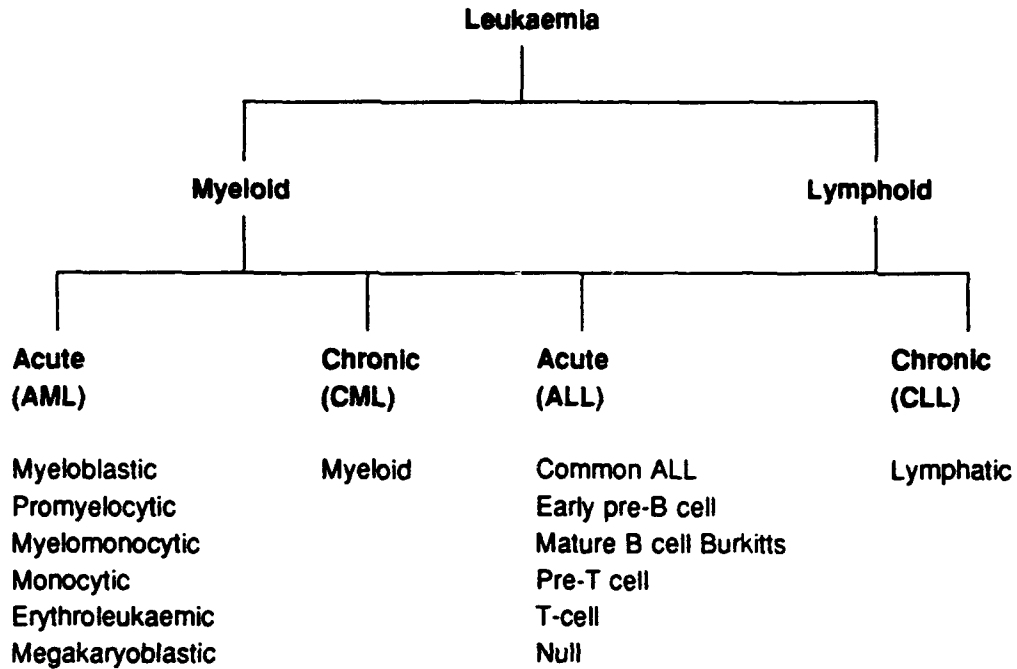 Leukaemia
Myeloid
Lymphoid
Acute
(AML)
Chronic
(CML)
Acute
(ALL)
Chronic
(CLL)
Myeloblastic
Promyelocytic
Myelomonocytic
Monocytic
Erythroleukaemic
Megakaryoblastic
Myeloid
Common ALL
Early pre-B cell
Mature B cell Burkitts
Pre-T cell
T-cell
Null
Lymphatic